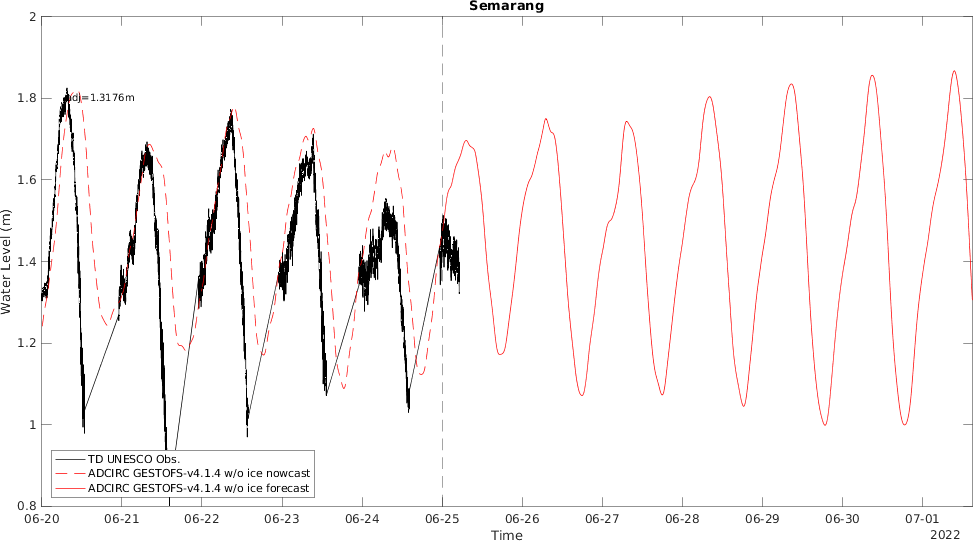 Semarang
2
1.8
1.6
1.4
1.2
1
0.8
Water Level (m)
adj=1.3176m
TD UNESCO Obs.
ADCIRC GESTOFS-v4.1.4 w/o ice nowcast
ADCIRC GESTOFS-v4.1.4 w/o ice forecast
06-20 06-21 06-22 06-23 06-24 06-25 06-26 06-27 06-28 06-29 06-30 07-01
Time
2022